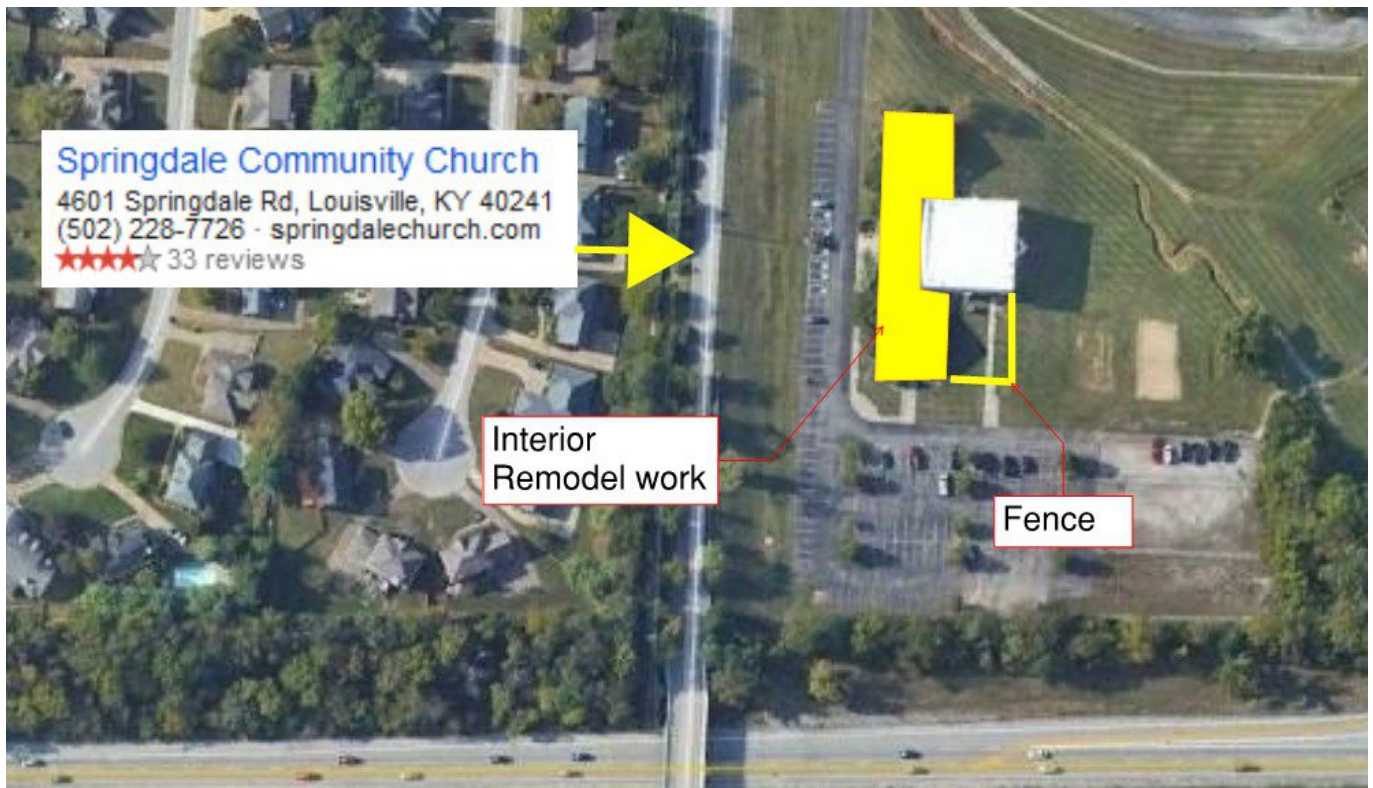 Springdale Community Church
4601 Springdale Rd, Louisville, KY 40241
(502) 228-7726 · springdalechurch.com
33 reviews
Interior
Remodel work
Fence